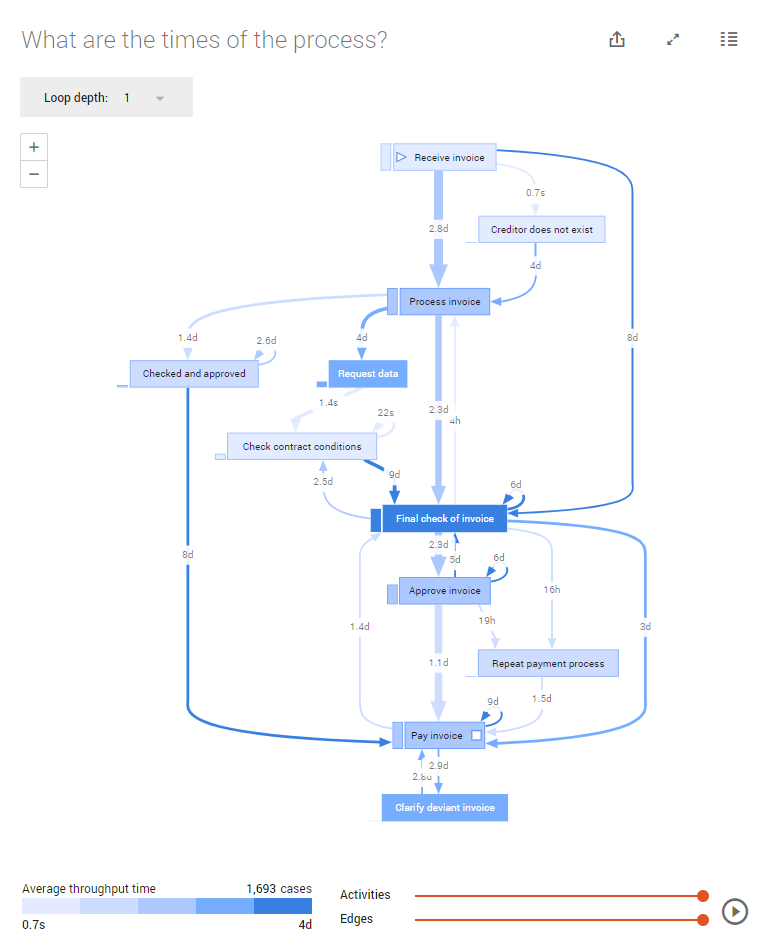 What are the times of the process?
Loop depth: 1
+
−
Receive invoice
0.7s
2.8d
Creditor does not exist
4d
Process invoice
1.4d
2.6d
4d
8d
Checked and approved
Request data
1.4s
22s
2.3d
4h
Check contract conditions
9d
2.5d
6d
Final check of invoice
2.3d
8d
5d
6d
Approve invoice
16h
19h
1.4d
3d
1.1d
Repeat payment process
9d
1.5d
Pay invoice
2.9d
2.8d
Clarify deviant invoice
Average throughput time 1,693 cases
0.7s 4d
Activities
Edges